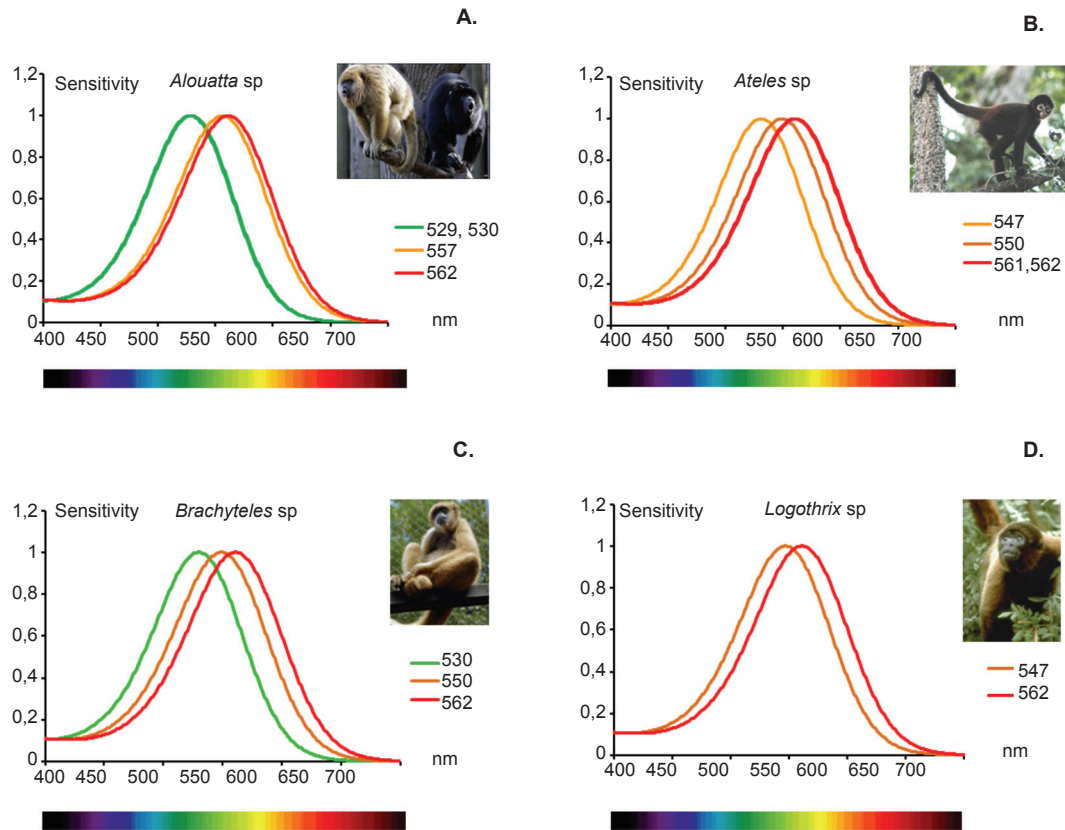 A.
1,2
Sensitivity
Alouatta sp
1
0.8
0.6
0.4
0.2
0
529, 530
557
562
nm
400 450 500 550 650 700
B.
1,2
Sensitivity
Ateles sp
1
0.8
0.6
0.4
0.2
0
547
550
561,562
nm
400 450 500 550 650 700
C.
1,2
Sensitivity
Brachyteles sp
1
0,8
0,6
0,4
0,2
0
530
550
562
nm
400 450 500 600 700
D.
1,2
Sensitivity
Logothrix sp
1
0,8
0,6
0,4
0,2
0
547
562
nm
400 450 500 550 650 700